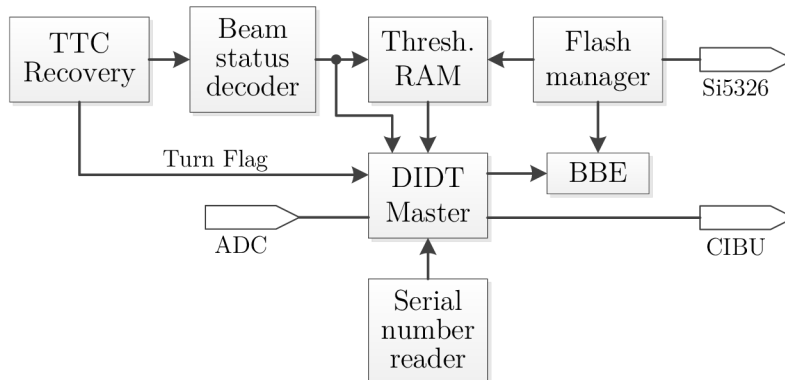 TTC
Recovery
Beam
status
decoder
Thresh.
RAM
Flash
manager
Si5326
Turn Flag
DIDT
Master
BBE
ADC
CIBU
Serial
number
reader